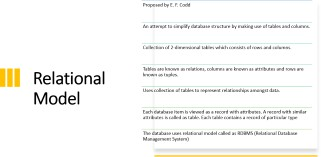 Relational
Model
Proposed by E. F. Codd
An attempt to simplify database structure by making use of tables and columns.
Collection of 2-dimensional tables which consists of rows and columns.
Tables are known as relations, columns are known as attributes and rows are
known as tuples.
Uses collection of tables to represent relationships amongst data.
Each database item is viewed as a record with attributes. A record with similar
attributes is called as table. Each table contains a record of particular type
The database uses relational model called as RDBMS (Relational Database
Management System)